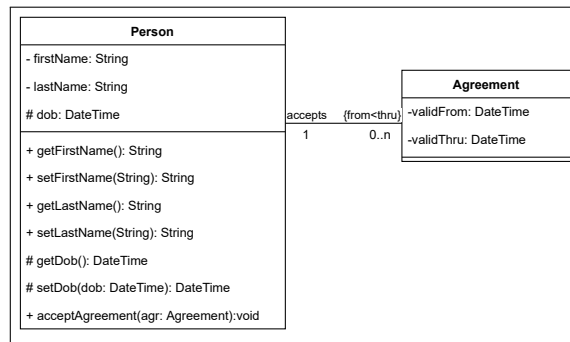 Person
- firstName: String
- lastName: String
# dob: DateTime
+ getFirstName(): String
+ setFirstName(String): String
+ getLastName(): String
+ setLastName(String): String
# getDob(): DateTime
# setDob(dob: DateTime): DateTime
+ acceptAgreement(agr: Agreement):void
accepts {from<thru}
1 0..n
Agreement
-validFrom: DateTime
-validThru: DateTime